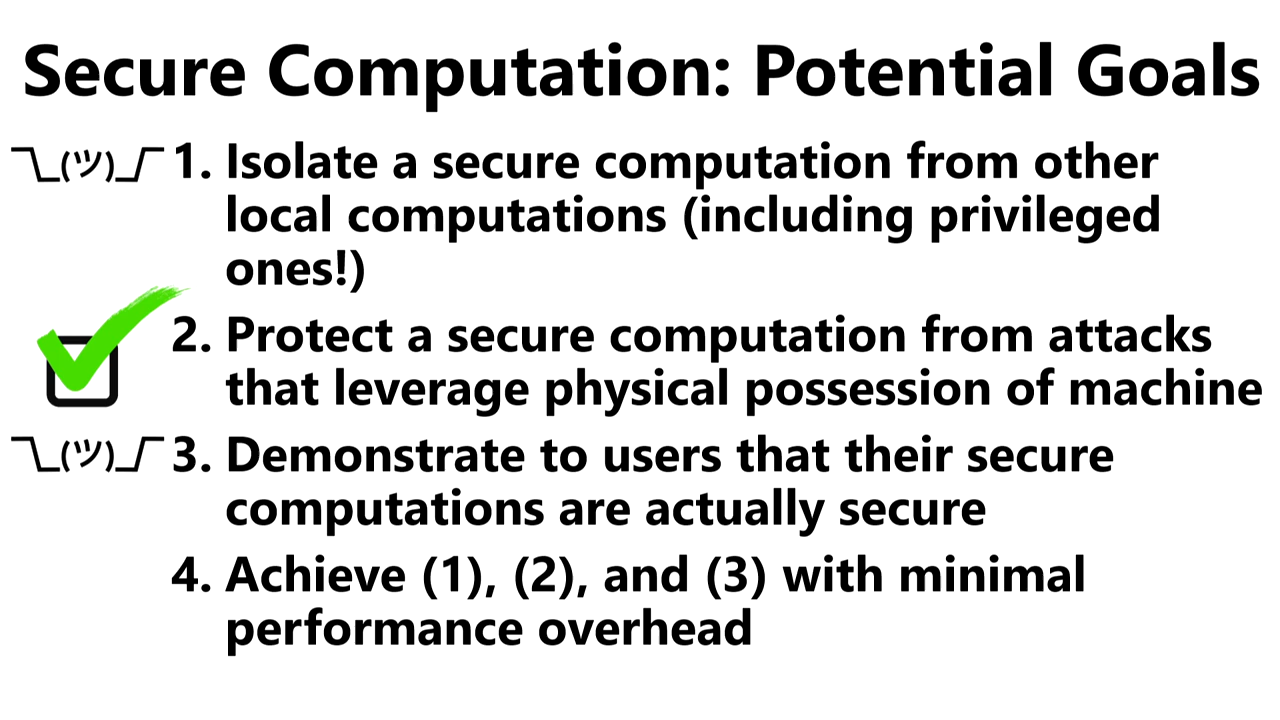 Secure Computation: Potential Goals
¯\_(ツ)_/¯ 1. Isolate a secure computation from other
local computations (including privileged
ones!)
2. Protect a secure computation from attacks
that leverage physical possession of machine
¯\_(ツ)_/¯ 3. Demonstrate to users that their secure
computations are actually secure
4. Achieve (1), (2), and (3) with minimal
performance overhead